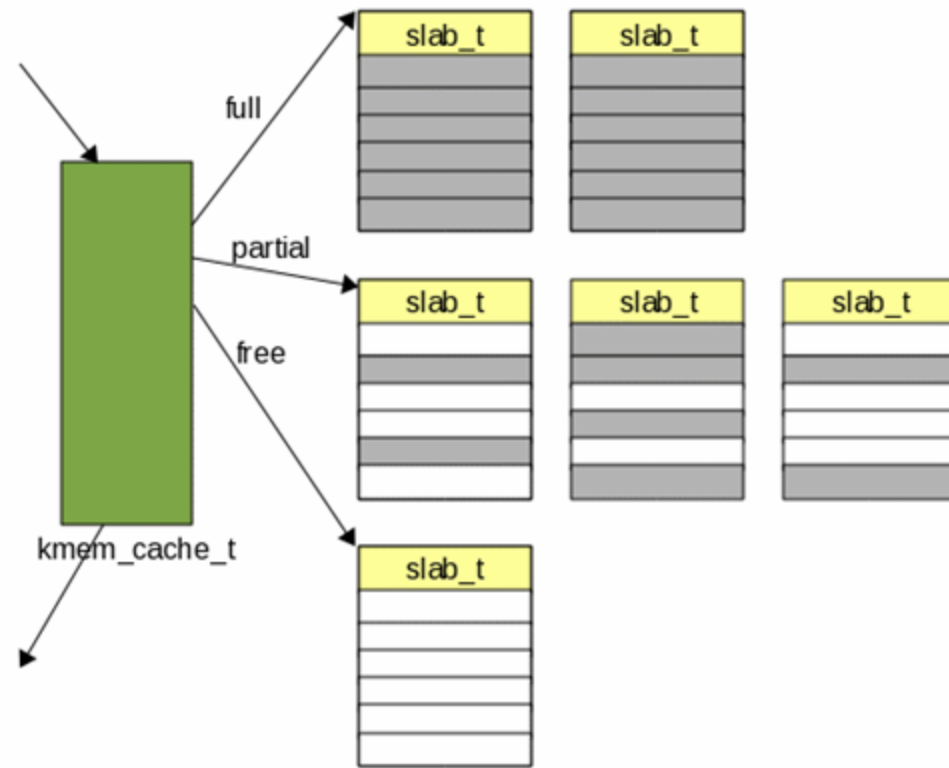 slab_t slab_t
full
partial
slab_t slab_t slab_t
free
kmem_cache_t
slab_t